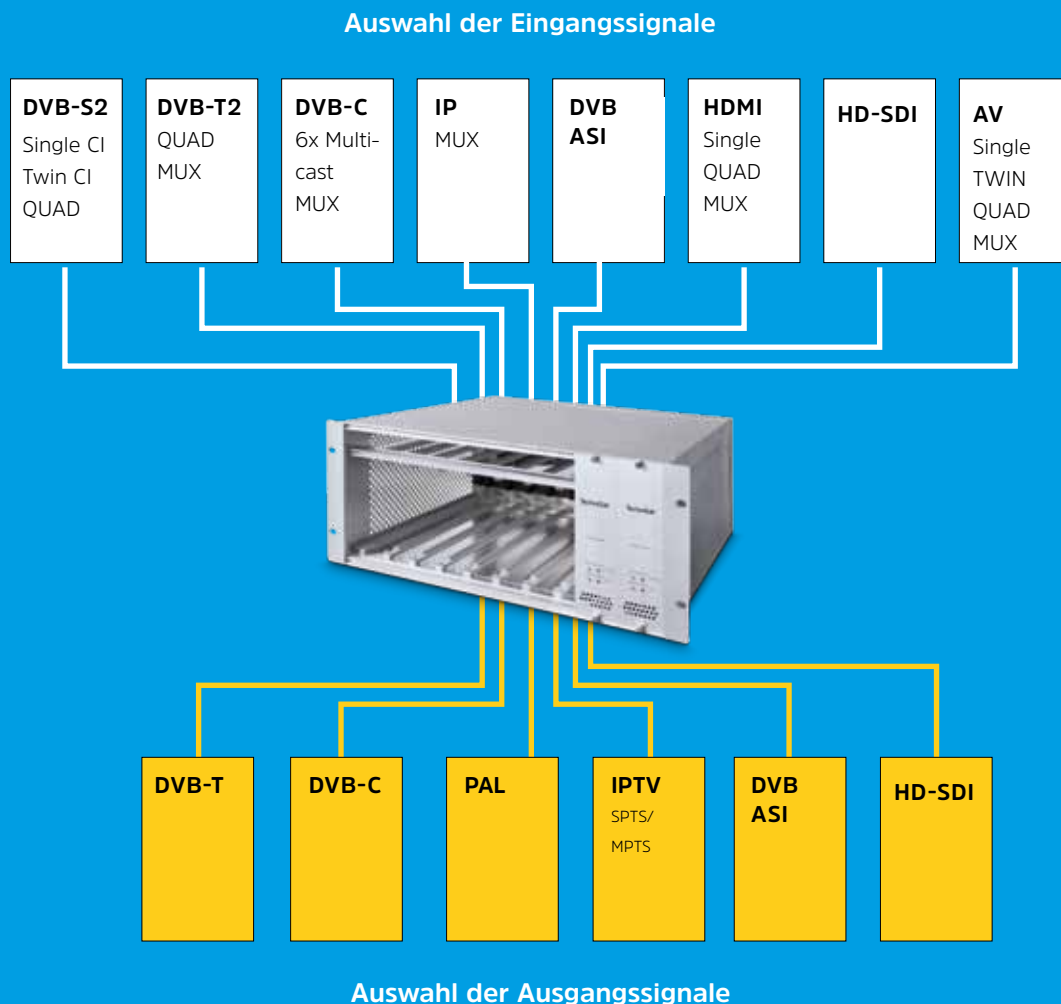 Auswahl der Eingangssignale
DVB-S2
Single CI
Twin CI
QUAD
DVB-T2
QUAD
MUX
DVB-C
6x Multi-
cast
MUX
IP
MUX
DVB
ASI
HDMI
Single
QUAD
MUX
HD-SDI
AV
Single
TWIN
QUAD
MUX
DVB-T
DVB-C
PAL
IPTV
SPTS/
MPTS
DVB
ASI
HD-SDI
Auswahl der Ausgangssignale